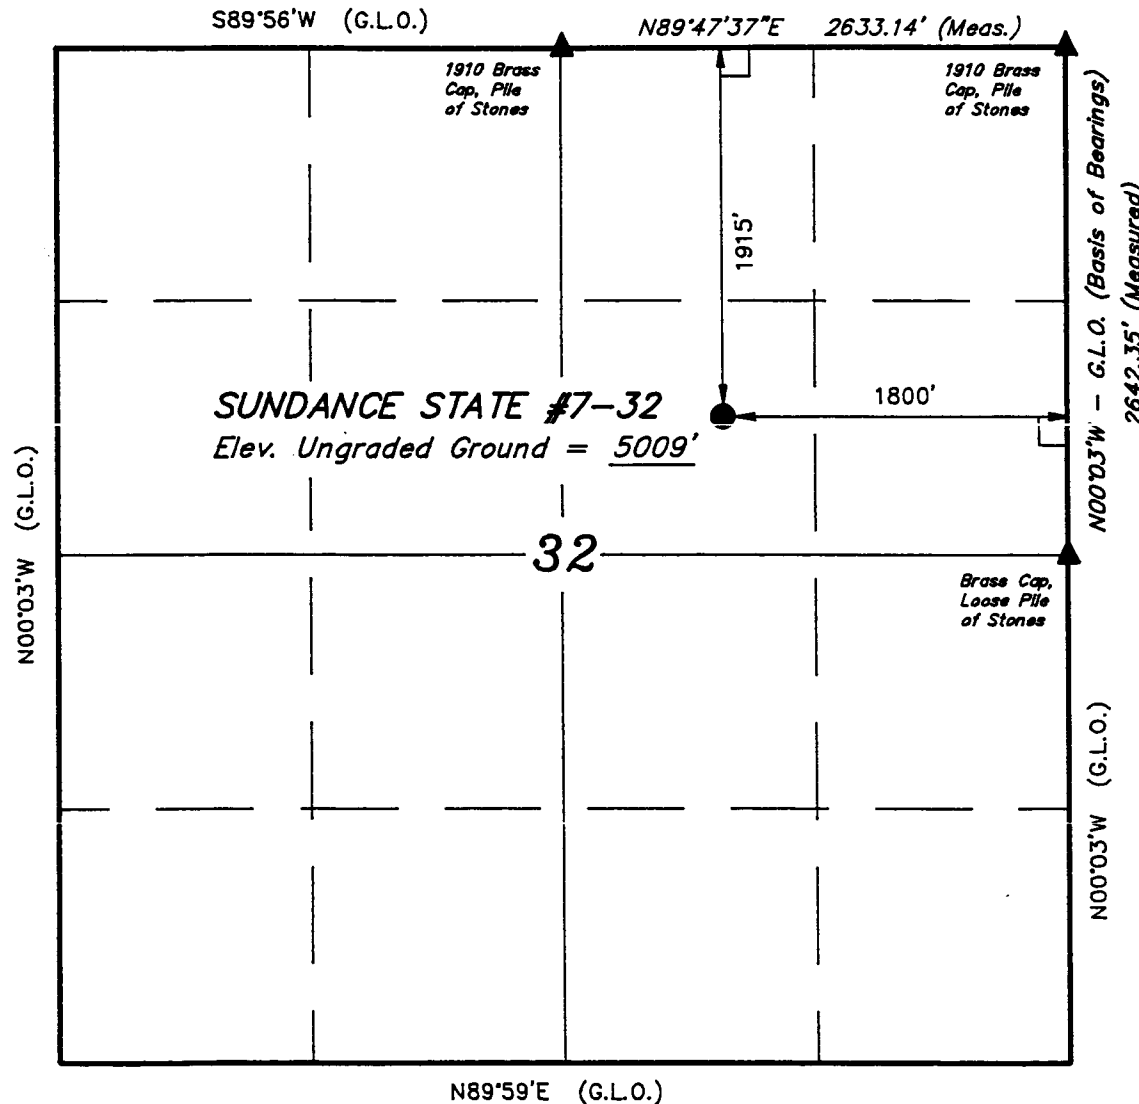 S89°56'W (G.L.O.)
N89°47'37"E 2633.14' (Meas.)
1910 Brass
Cap, Pile
of Stones
1910 Brass
Cap, Pile
of Stones
N00°03'W - G.L.O. (Basis of Bearings)
2642.35' (Measured)
1915'
1800'
SUNDANCE STATE #7-32
Elev. Ungraded Ground = 5009'
N00°03'W (G.L.O.)
32
Brass Cap,
Loose Pile
of Stones
N00°03'W (G.L.O.)
N89°59'E (G.L.O.)